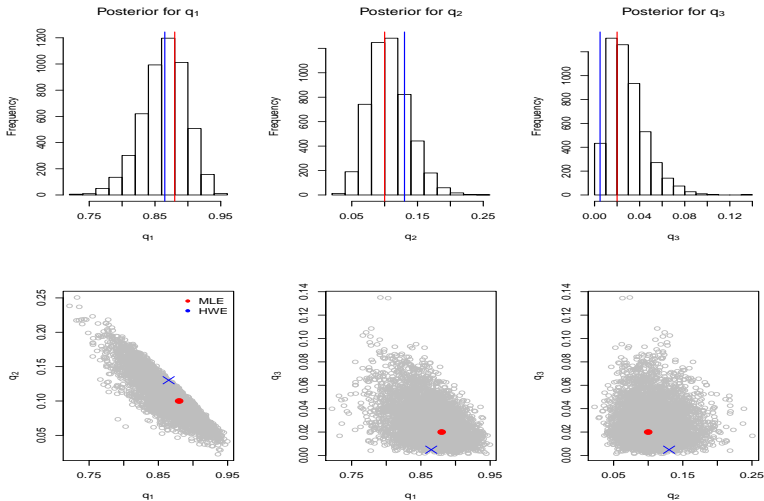 Posterior for q₁
Frequency
0 200 400 600 800 1000 1200
0.75 0.85 0.95
q₁
Posterior for q₂
Frequency
0 200 400 600 800 1200
0.05 0.15 0.25
q₂
Posterior for q₃
Frequency
0 200 400 600 800 1200
0.00 0.04 0.08 0.12
q₃
q₂
0.05 0.10 0.15 0.20 0.25
MLE
HWE
0.75 0.85 0.95
q₁
q₃
0.00 0.02 0.04 0.06 0.08 0.10 0.12 0.14
0.75 0.85 0.95
q₁
q₃
0.00 0.02 0.04 0.06 0.08 0.10 0.12 0.14
0.05 0.15 0.25
q₂